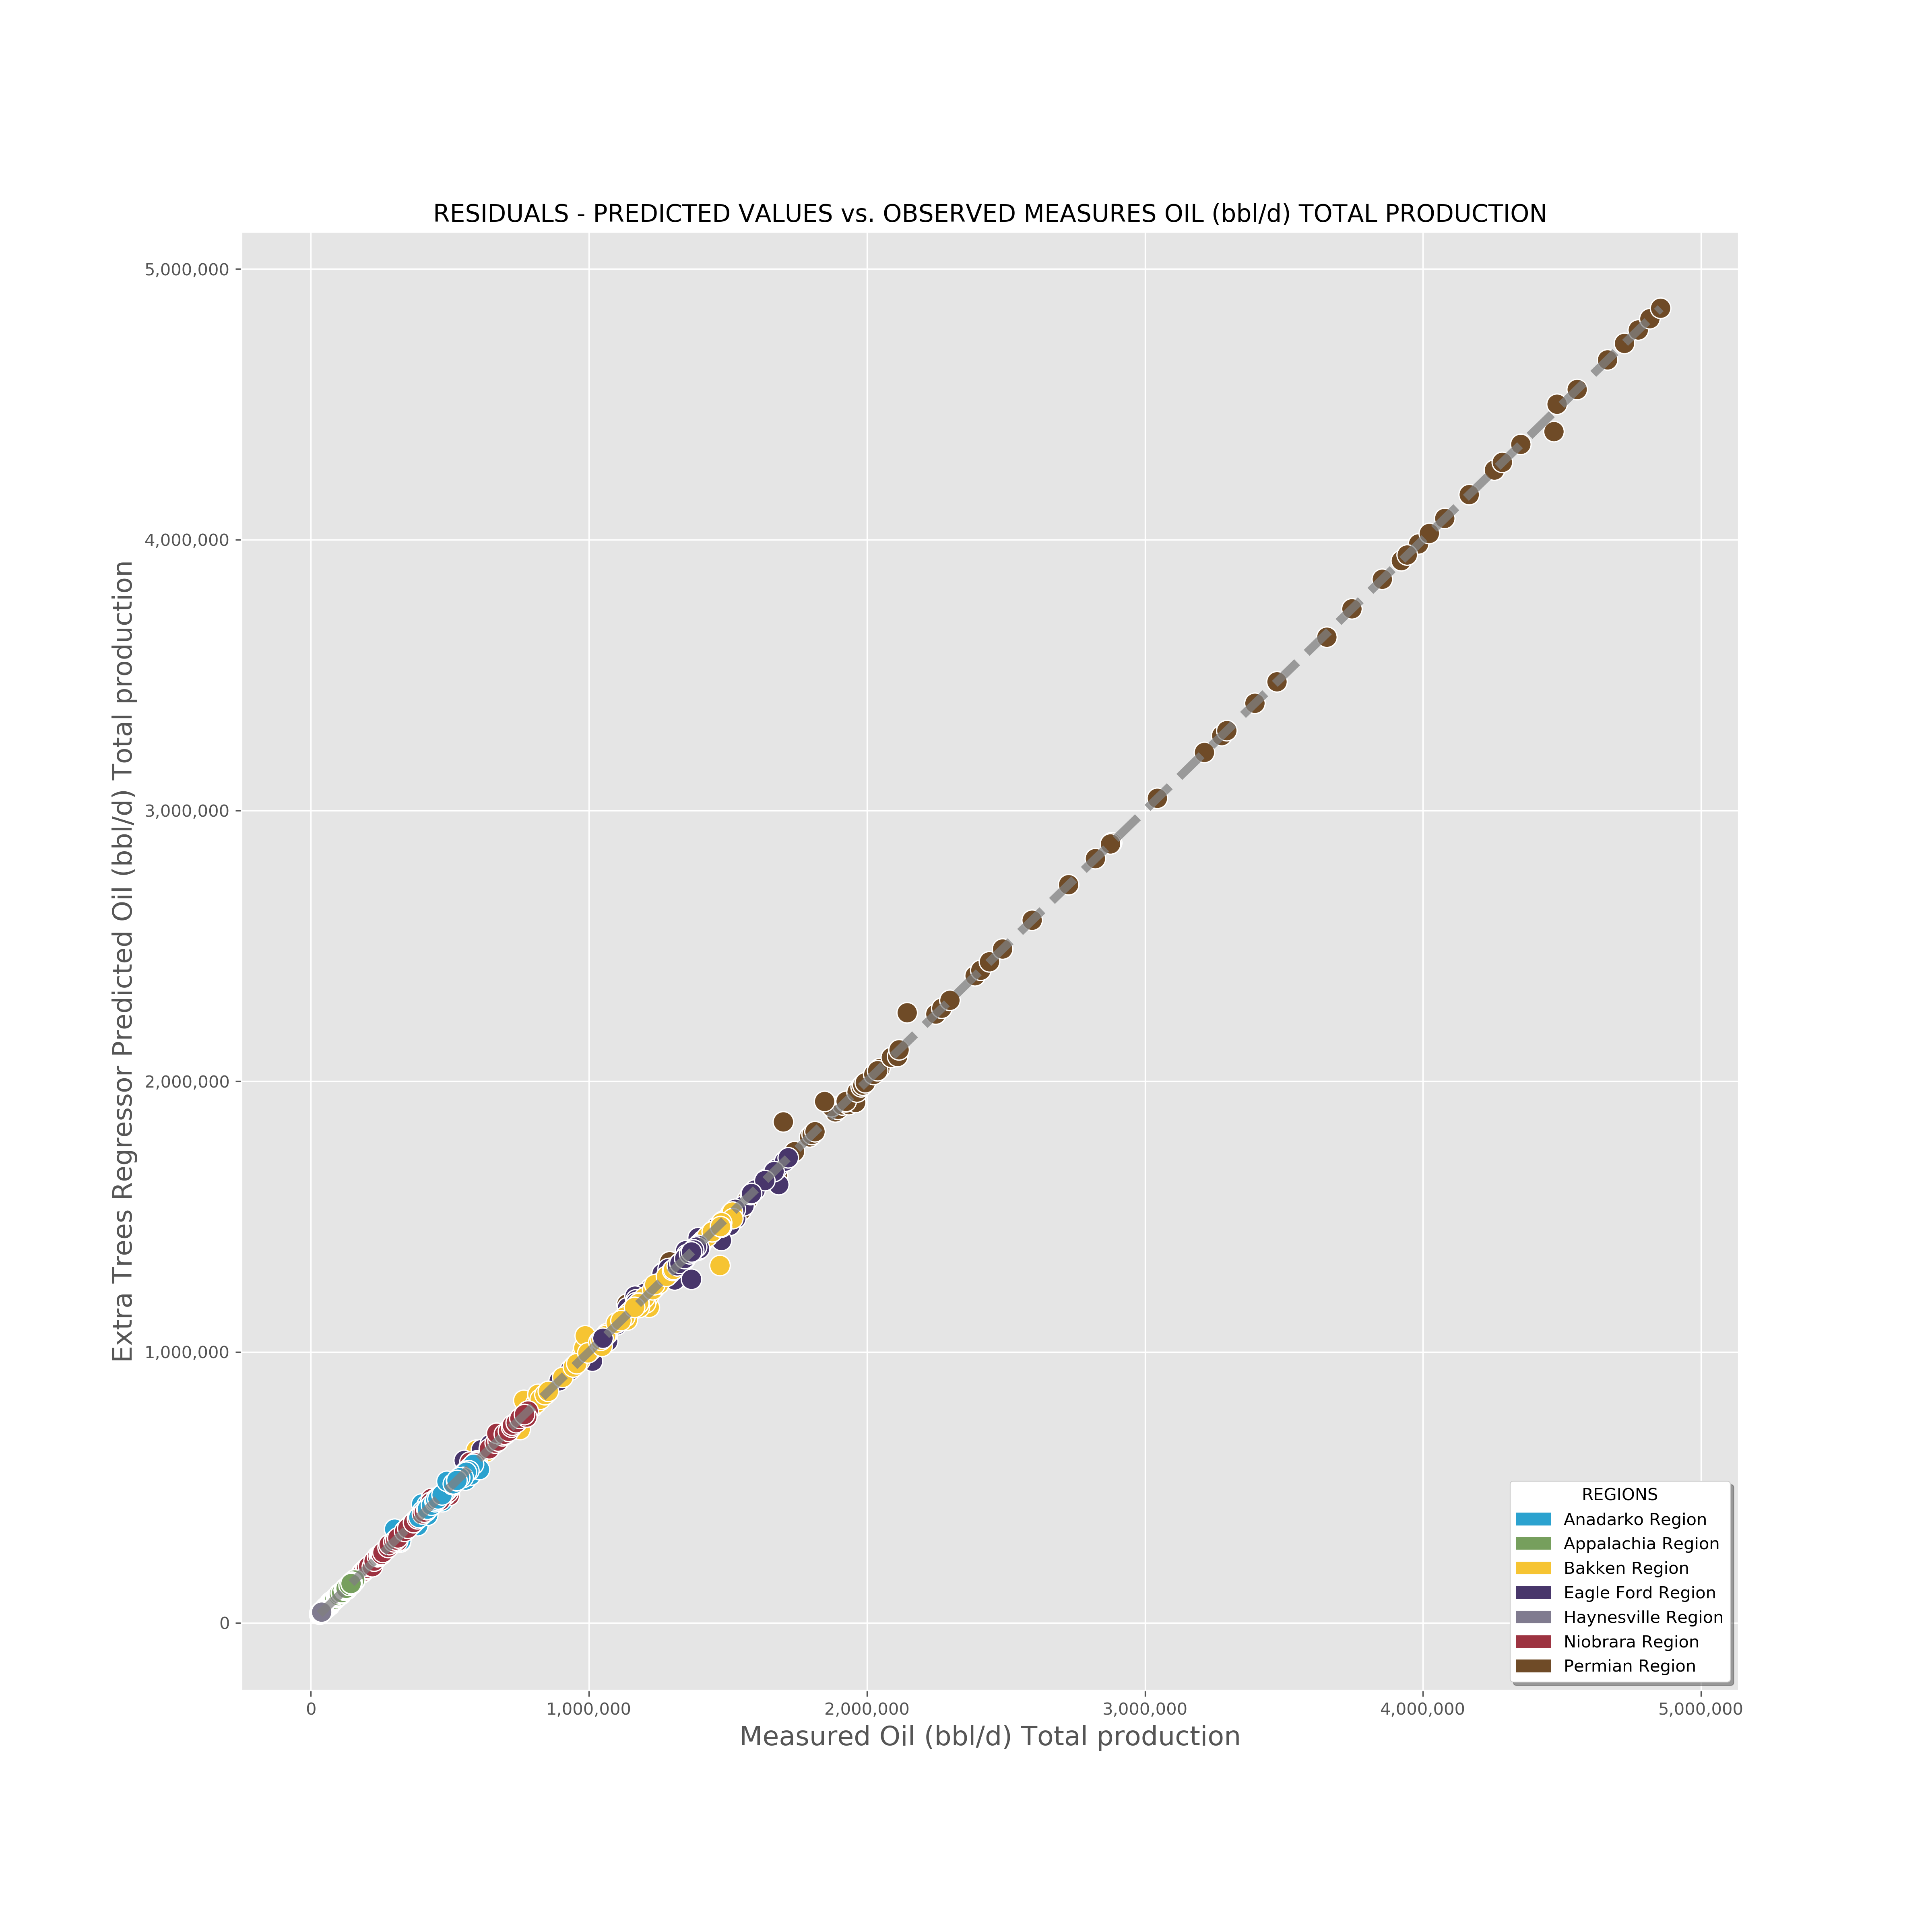 RESIDUALS - PREDICTED VALUES vs. OBSERVED MEASURES OIL (bbl/d) TOTAL PRODUCTION
Extra Trees Regressor Predicted Oil (bbl/d) Total production
5,000,000
4,000,000
3,000,000
2,000,000
1,000,000
0
REGIONS
Anadarko Region
Appalachia Region
Bakken Region
Eagle Ford Region
Haynesville Region
Niobrara Region
Permian Region
0 1,000,000 2,000,000 3,000,000 4,000,000 5,000,000
Measured Oil (bbl/d) Total production